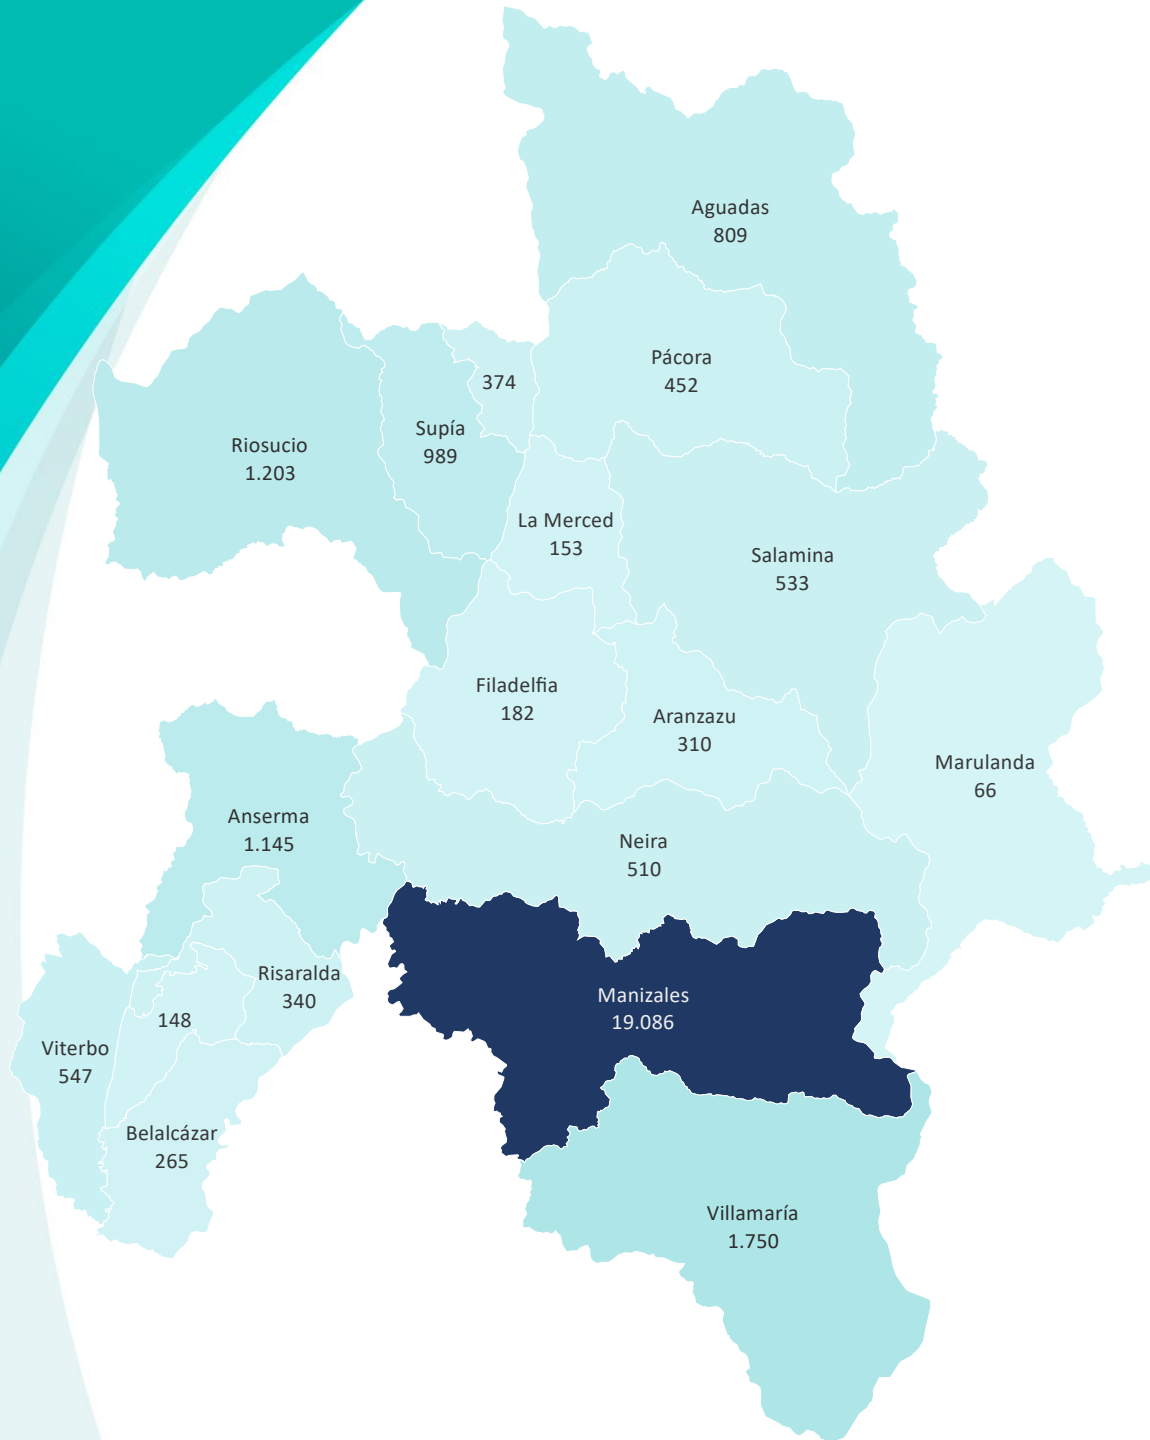 Aguadas
809
Pácora
452
374
Supía
989
Riosucio
1.203
La Merced
153
Salamina
533
Filadelfia
182
Aranzazu
310
Marulanda
66
Anserma
1.145
Neira
510
Risaralda
340
Manizales
19.086
148
Viterbo
547
Belalcázar
265
Villamaría
1.750